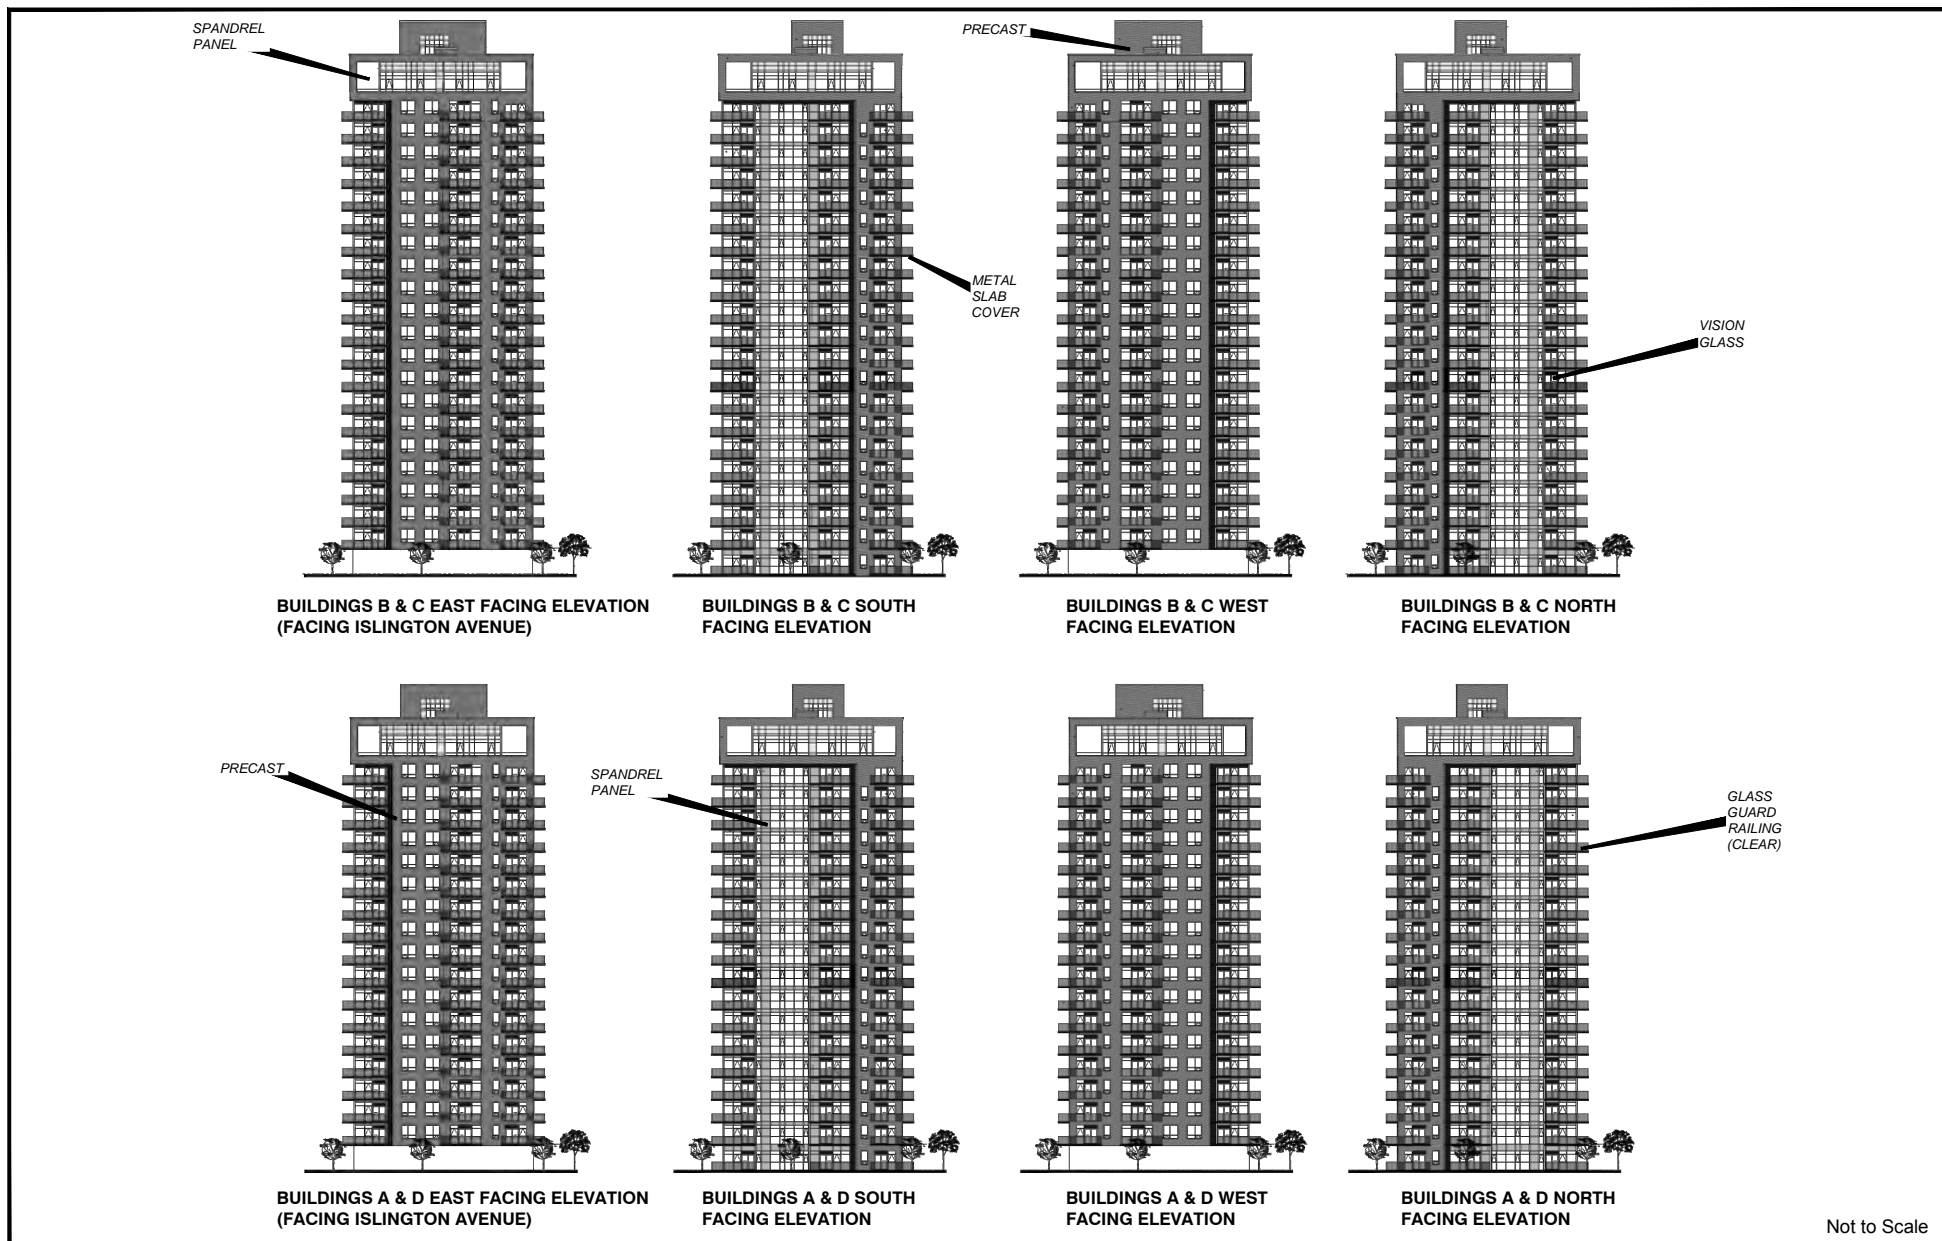 SPANDREL
PANEL
PRECAST
METAL
SLAB
COVER
VISION
GLASS
BUILDINGS B & C EAST FACING ELEVATION
(FACING ISLINGTON AVENUE)
BUILDINGS B & C SOUTH
FACING ELEVATION
BUILDINGS B & C WEST
FACING ELEVATION
BUILDINGS B & C NORTH
FACING ELEVATION
PRECAST
SPANDREL
PANEL
GLASS
GUARD
RAILING
(CLEAR)
BUILDINGS A & D EAST FACING ELEVATION
(FACING ISLINGTON AVENUE)
BUILDINGS A & D SOUTH
FACING ELEVATION
BUILDINGS A & D WEST
FACING ELEVATION
BUILDINGS A & D NORTH
FACING ELEVATION
Not to Scale